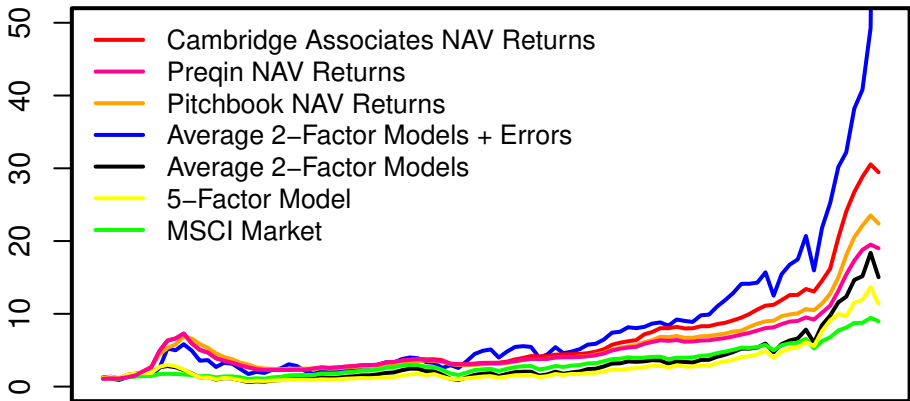 50
40
30
20
10
0
Cambridge Associates NAV Returns
Preqin NAV Returns
Pitchbook NAV Returns
Average 2−Factor Models + Errors
Average 2−Factor Models
5−Factor Model
MSCI Market